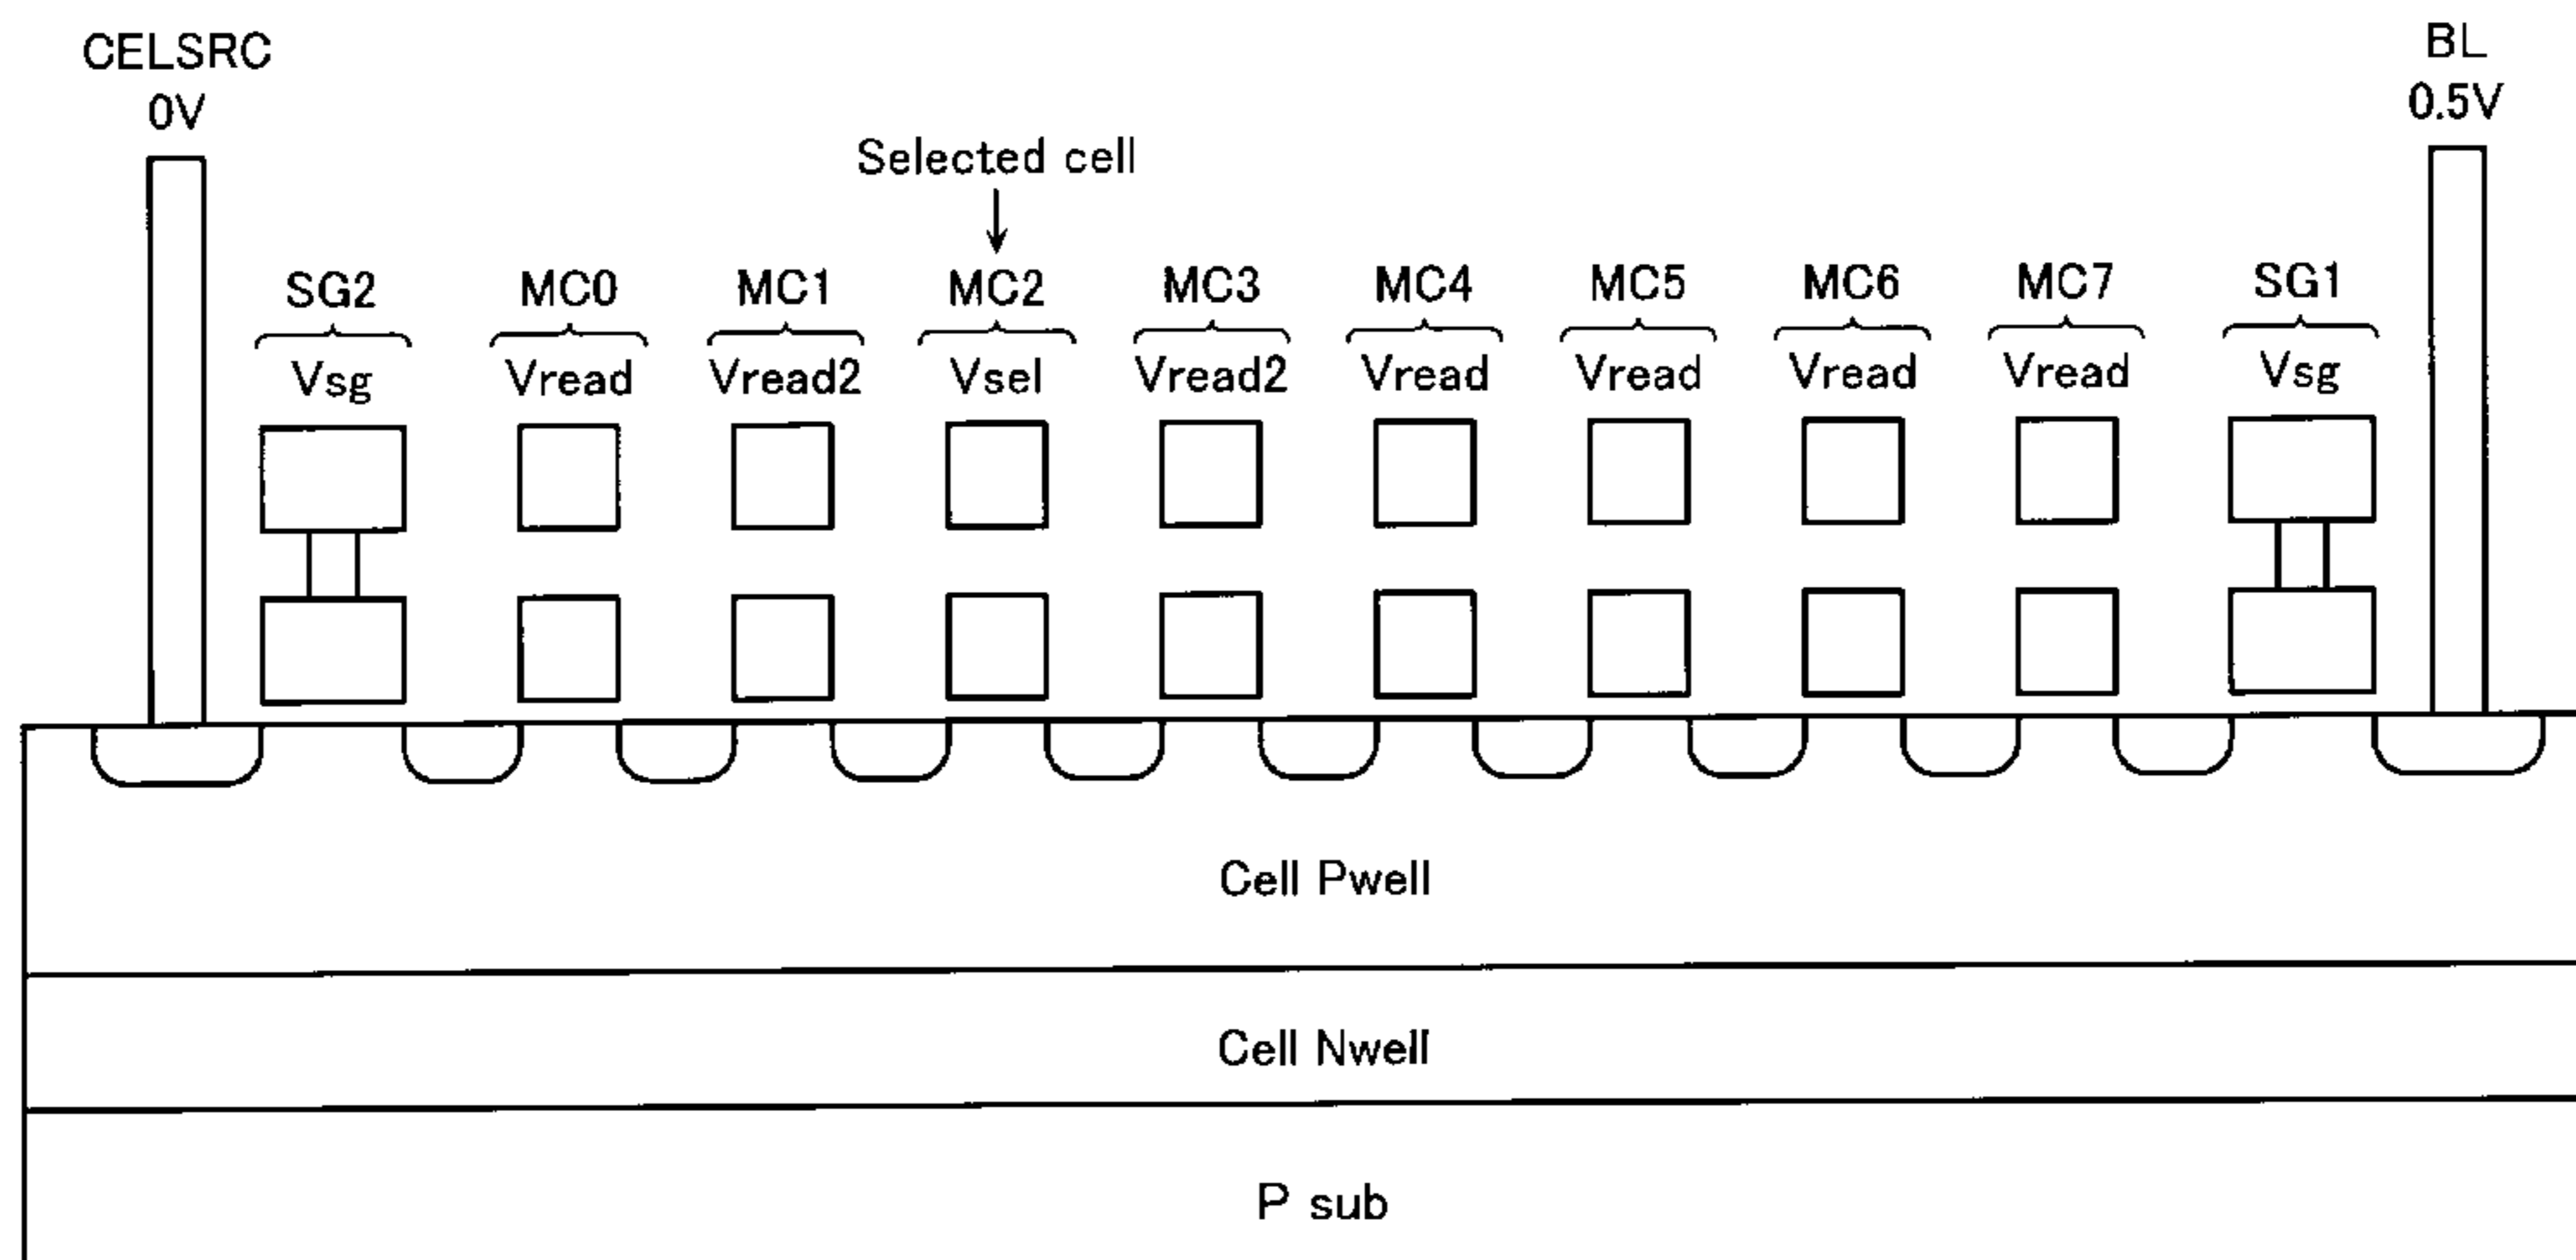 CELSRC
0V
BL
0.5V
Selected cell
SG2 MC0 MC1 MC2 MC3 MC4 MC5 MC6 MC7 SG1
Vsg Vread Vread2 Vsel Vread2 Vread Vread Vread Vread Vsg
Cell Pwell
Cell Nwell
P sub